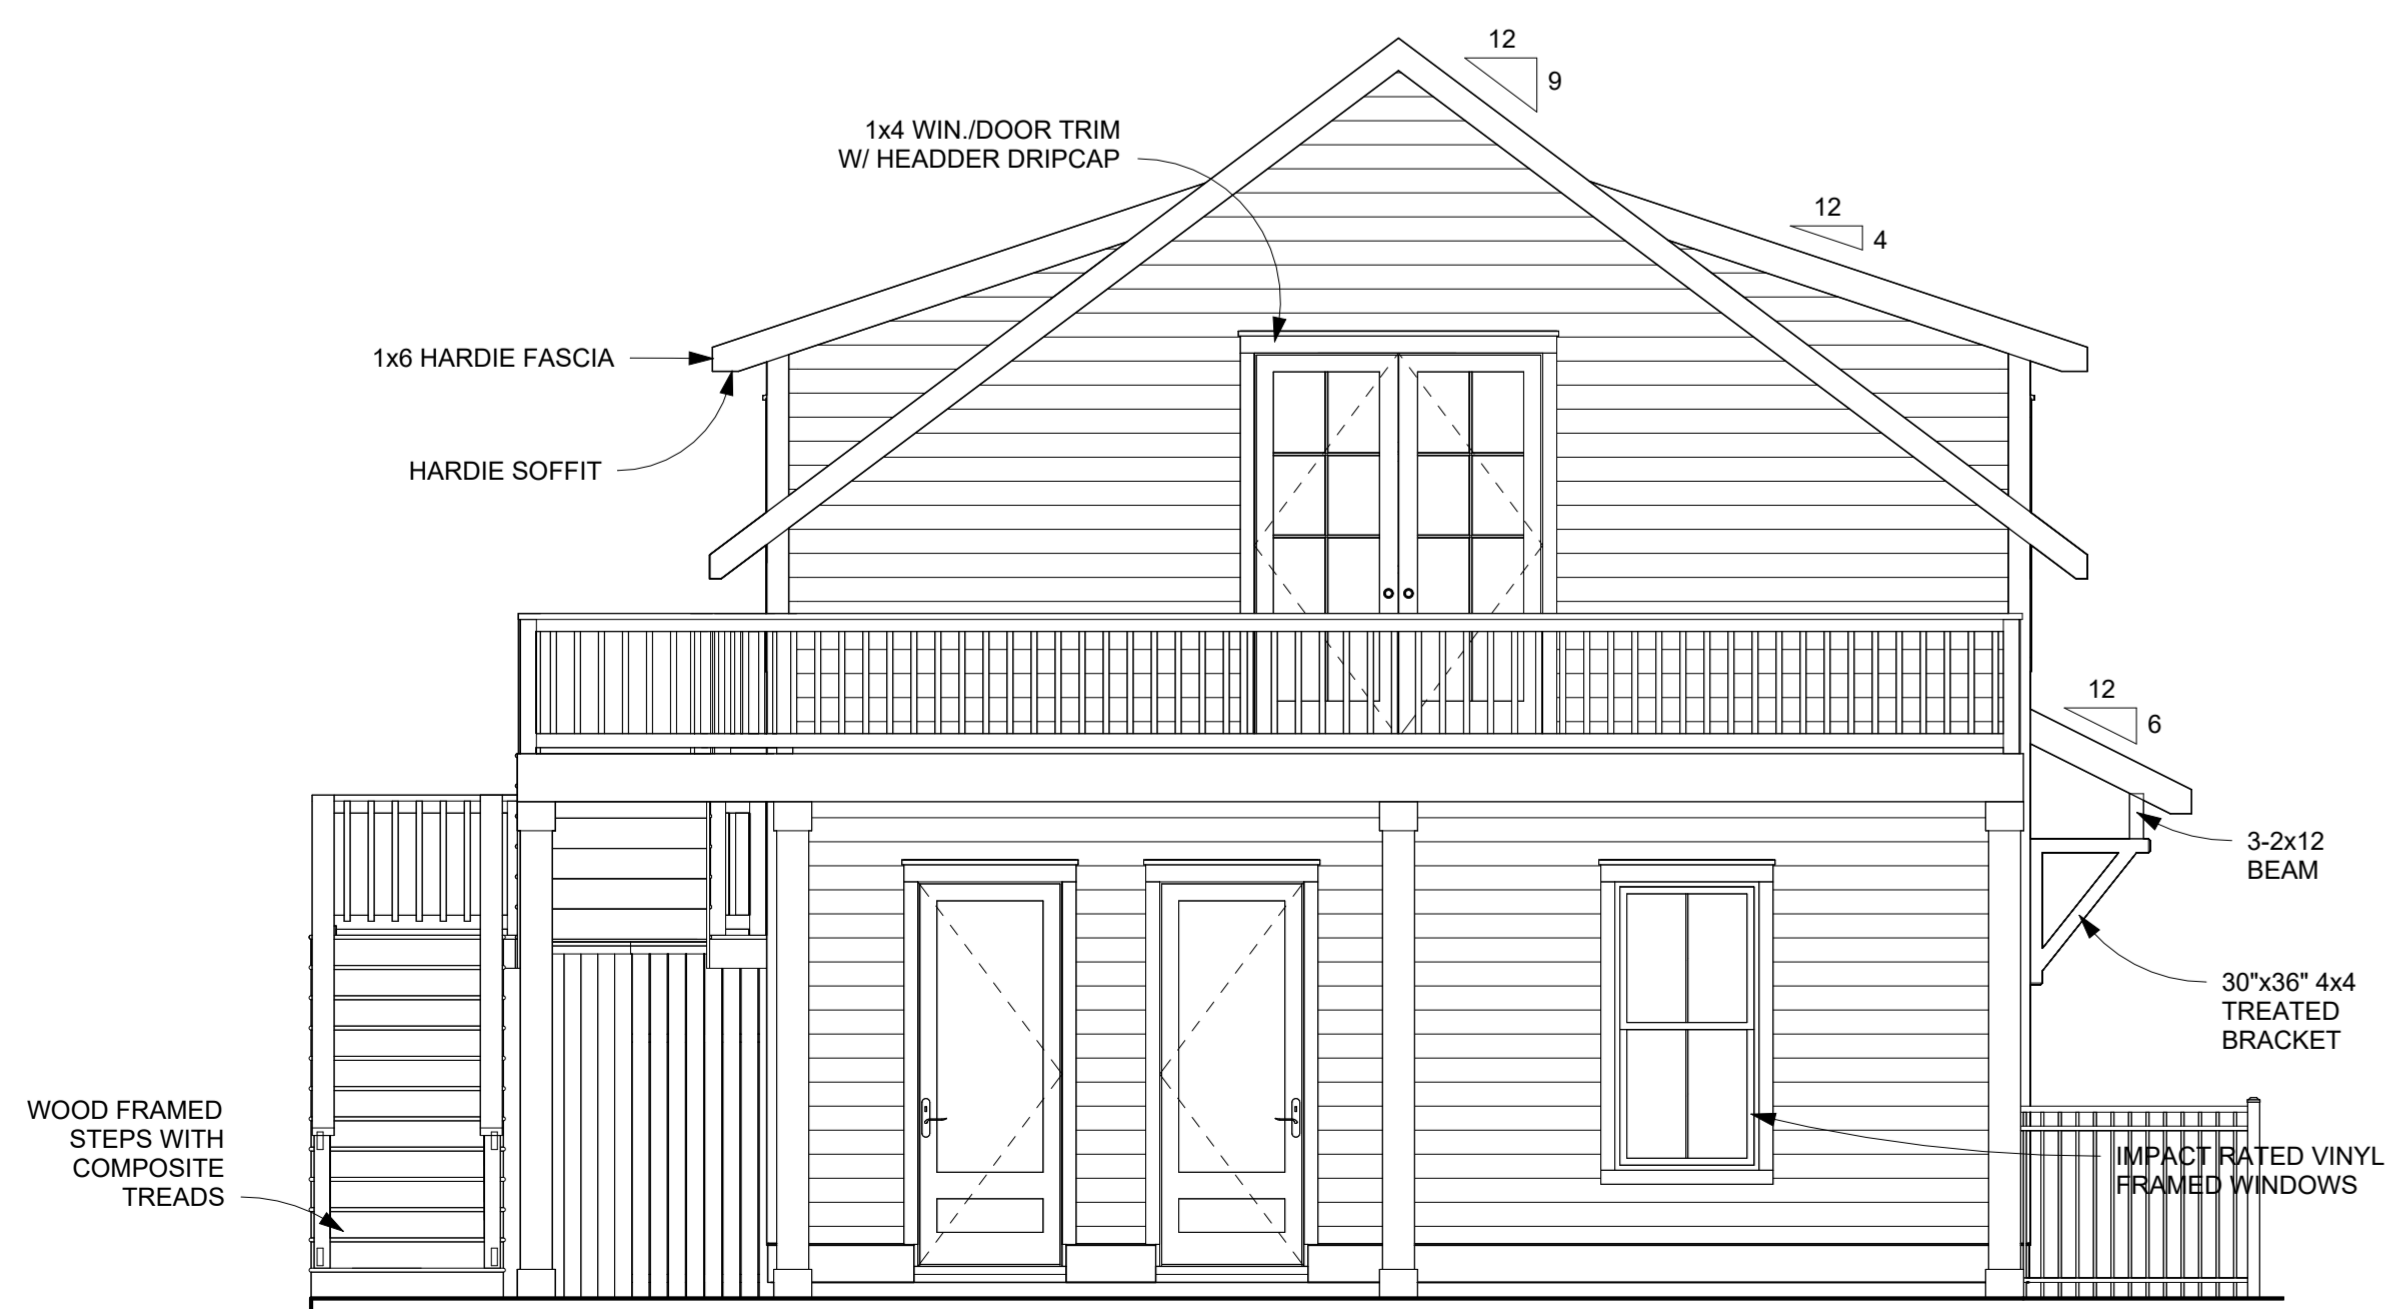 12
9
1x4 WIN./DOOR TRIM
W/ HEADDER DRIPCAP
12
4
1x6 HARDIE FASCIA
HARDIE SOFFIT
12
6
3-2x12
BEAM
30"x36" 4x4
TREATED
BRACKET
WOOD FRAMED
STEPS WITH
COMPOSITE
TREADS
IMPACT RATED VINYL
FRAMED WINDOWS